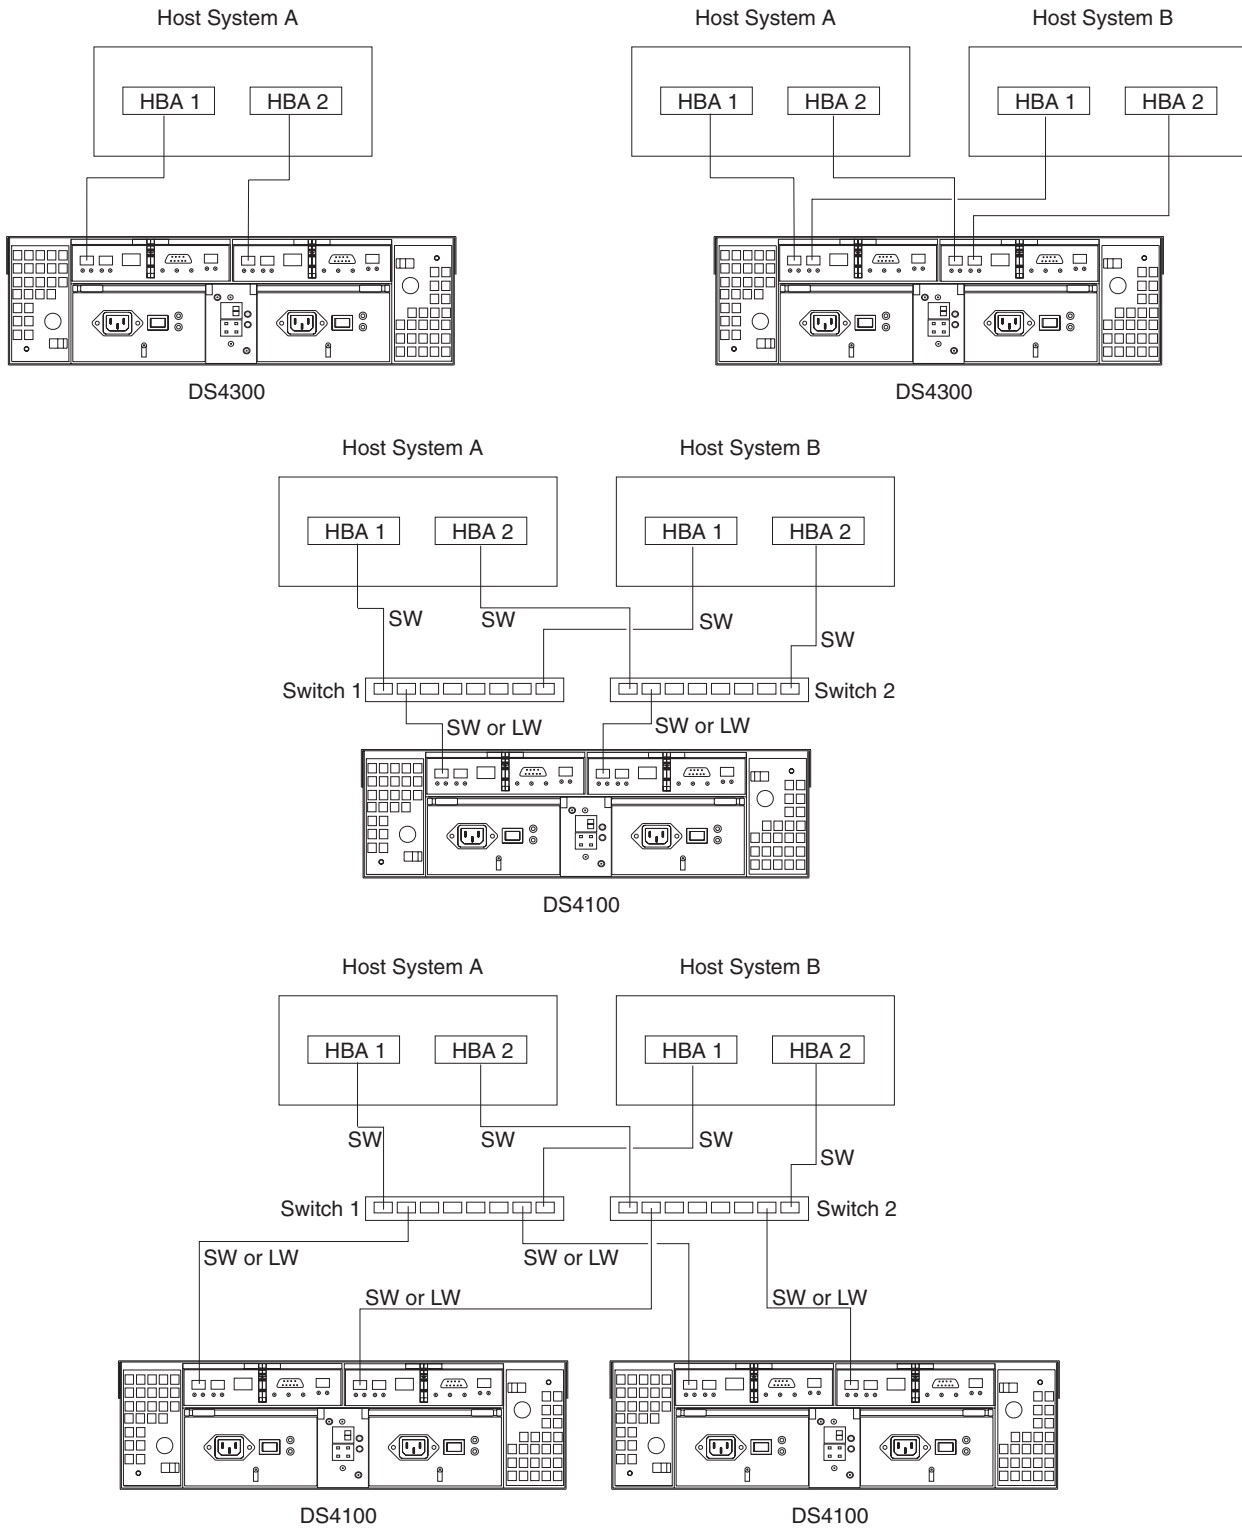 Host System A
HBA 1 HBA 2
DS4300
Host System A Host System B
HBA 1 HBA 2 HBA 1 HBA 2
DS4300
Host System A Host System B
HBA 1 HBA 2 HBA 1 HBA 2
SW SW SW SW
Switch 1 Switch 2
SW or LW SW or LW
DS4100
Host System A Host System B
HBA 1 HBA 2 HBA 1 HBA 2
SW SW SW SW
Switch 1 Switch 2
SW or LW SW or LW
SW or LW SW or LW
DS4100 DS4100